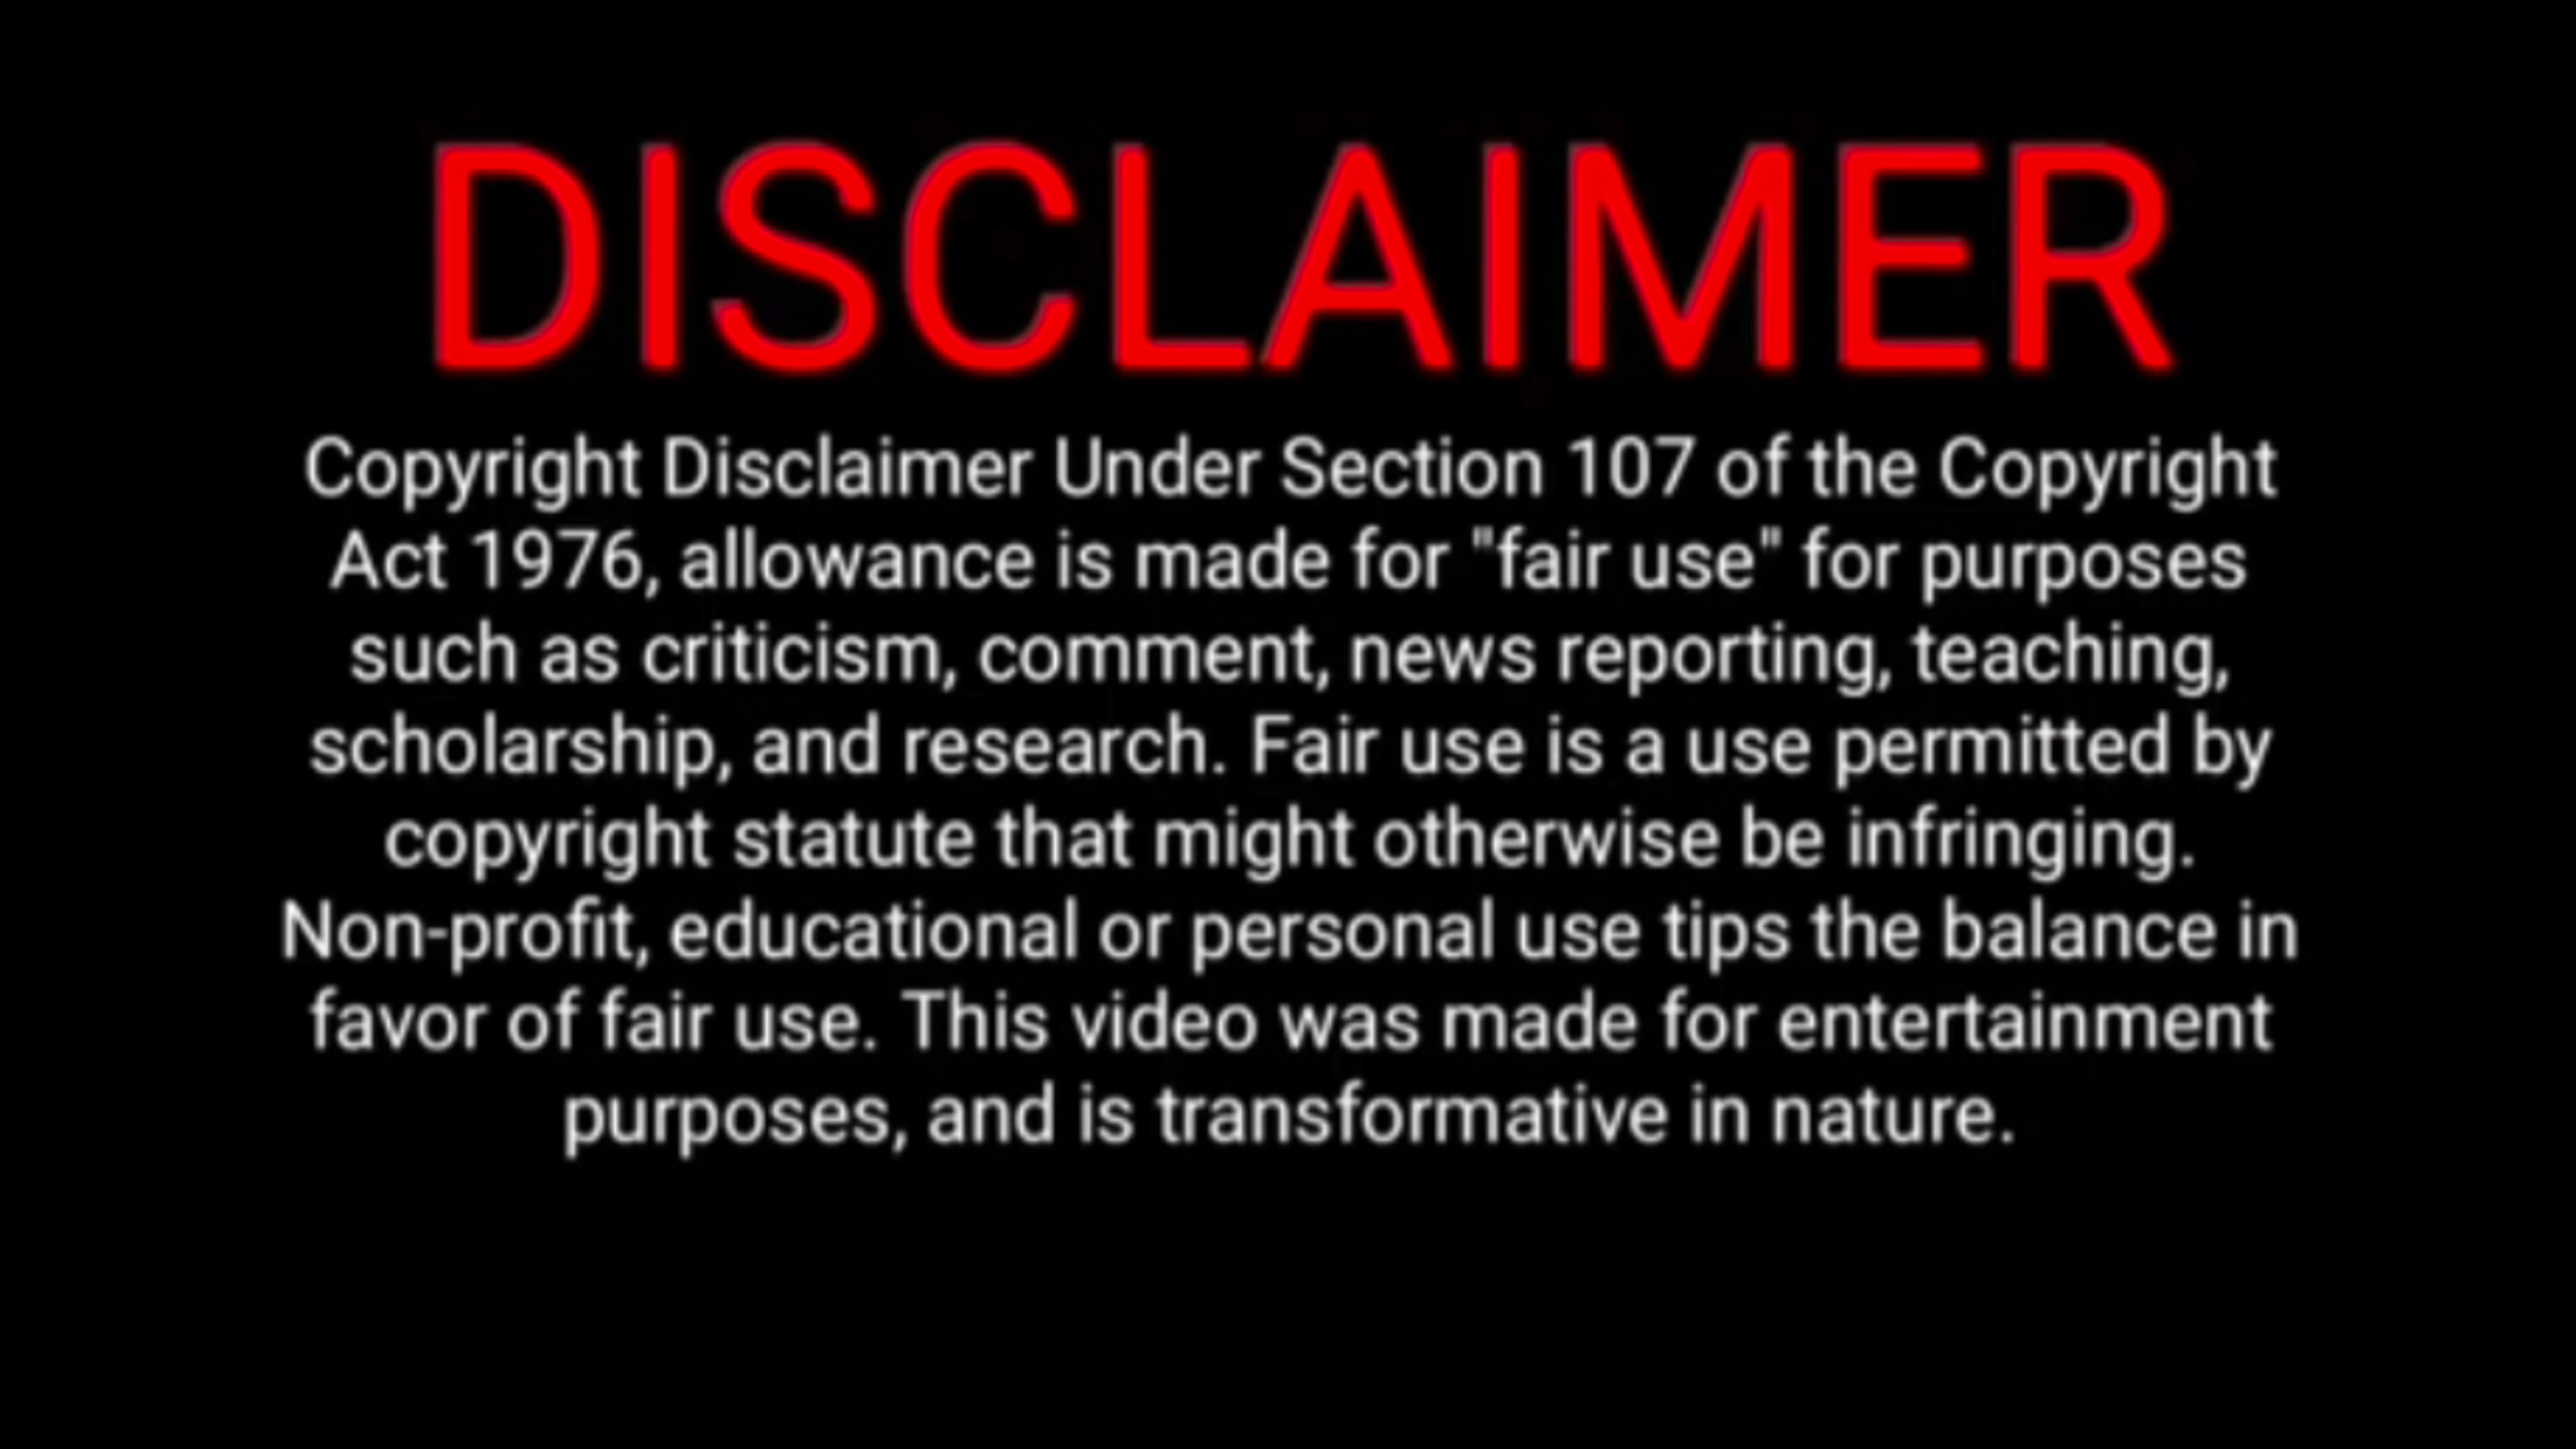 DISCLAIMER
Copyright Disclaimer Under Section 107 of the Copyright
Act 1976, allowance is made for "fair use" for purposes
such as criticism, comment, news reporting, teaching,
scholarship, and research. Fair use is a use permitted by
copyright statute that might otherwise be infringing.
Non-profit, educational or personal use tips the balance in
favor of fair use. This video was made for entertainment
purposes, and is transformative in nature.